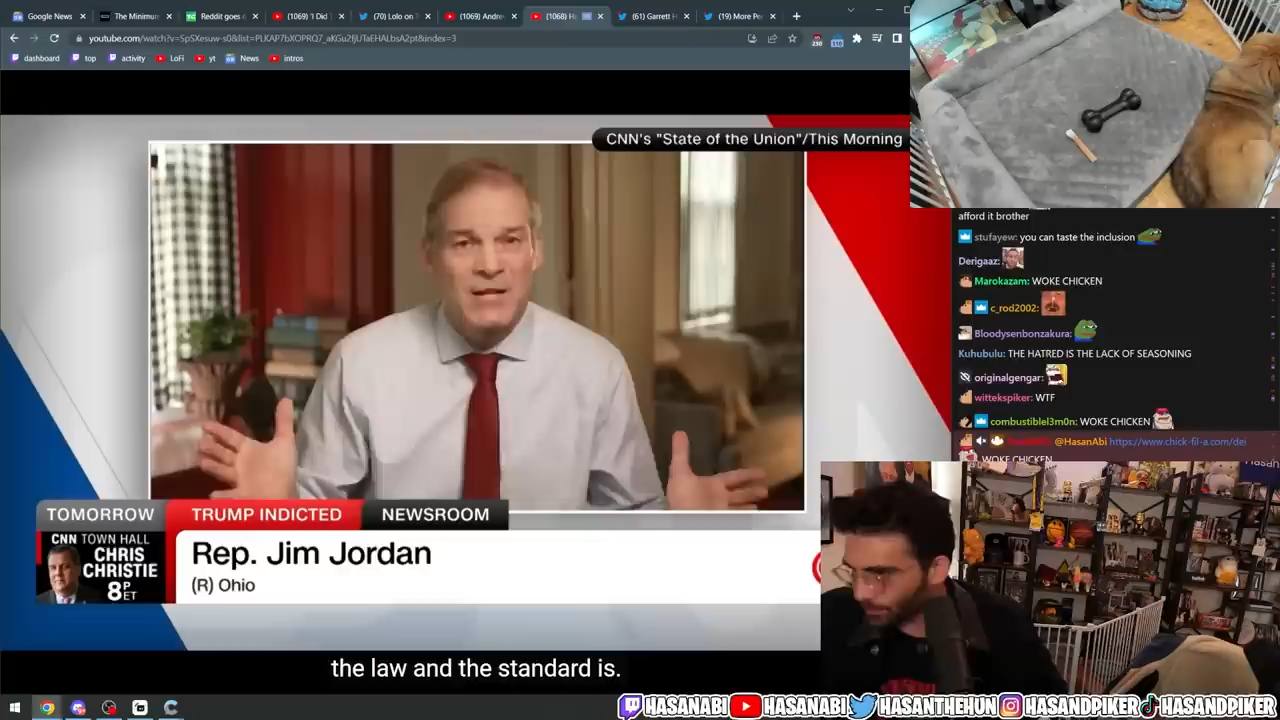 Google News
The Minimum
Reddit goes
(1069) 'I Did
(70) Lolo on
(1069) Andre
(1068) H
(61) Garrett H
(19) More Pe
youtube.com/watch?v=SpSXesuw-s0&list=PLKAP7bXOPRQ7_aKGu2fjUTaEHALbsA2pt&index=3
230
110
dashboard
top
activity
LoFi
yt
News
intros
CNN's "State of the Union"/This Morning
afford it brother
stufayew: you can taste the inclusion
Derigaaz:
Marokazam: WOKE CHICKEN
c_rod2002:
Bloodysenbonzakura:
Kuhubulu: THE HATRED IS THE LACK OF SEASONING
originalgengar:
wittekspiker: WTF
combustiblel3m0n: WOKE CHICKEN
@HasanAbi https://www.chick-fil-a.com/dei
WOKE CHICKEN
TOMORROW
TRUMP INDICTED
NEWSROOM
CNN TOWN HALL
CHRIS
CHRISTIE
8P
ET
Rep. Jim Jordan
(R) Ohio
the law and the standard is.
HASANABI
HASANABI
HASANTHEHUN
HASANDPIKER
HASANDPIKER